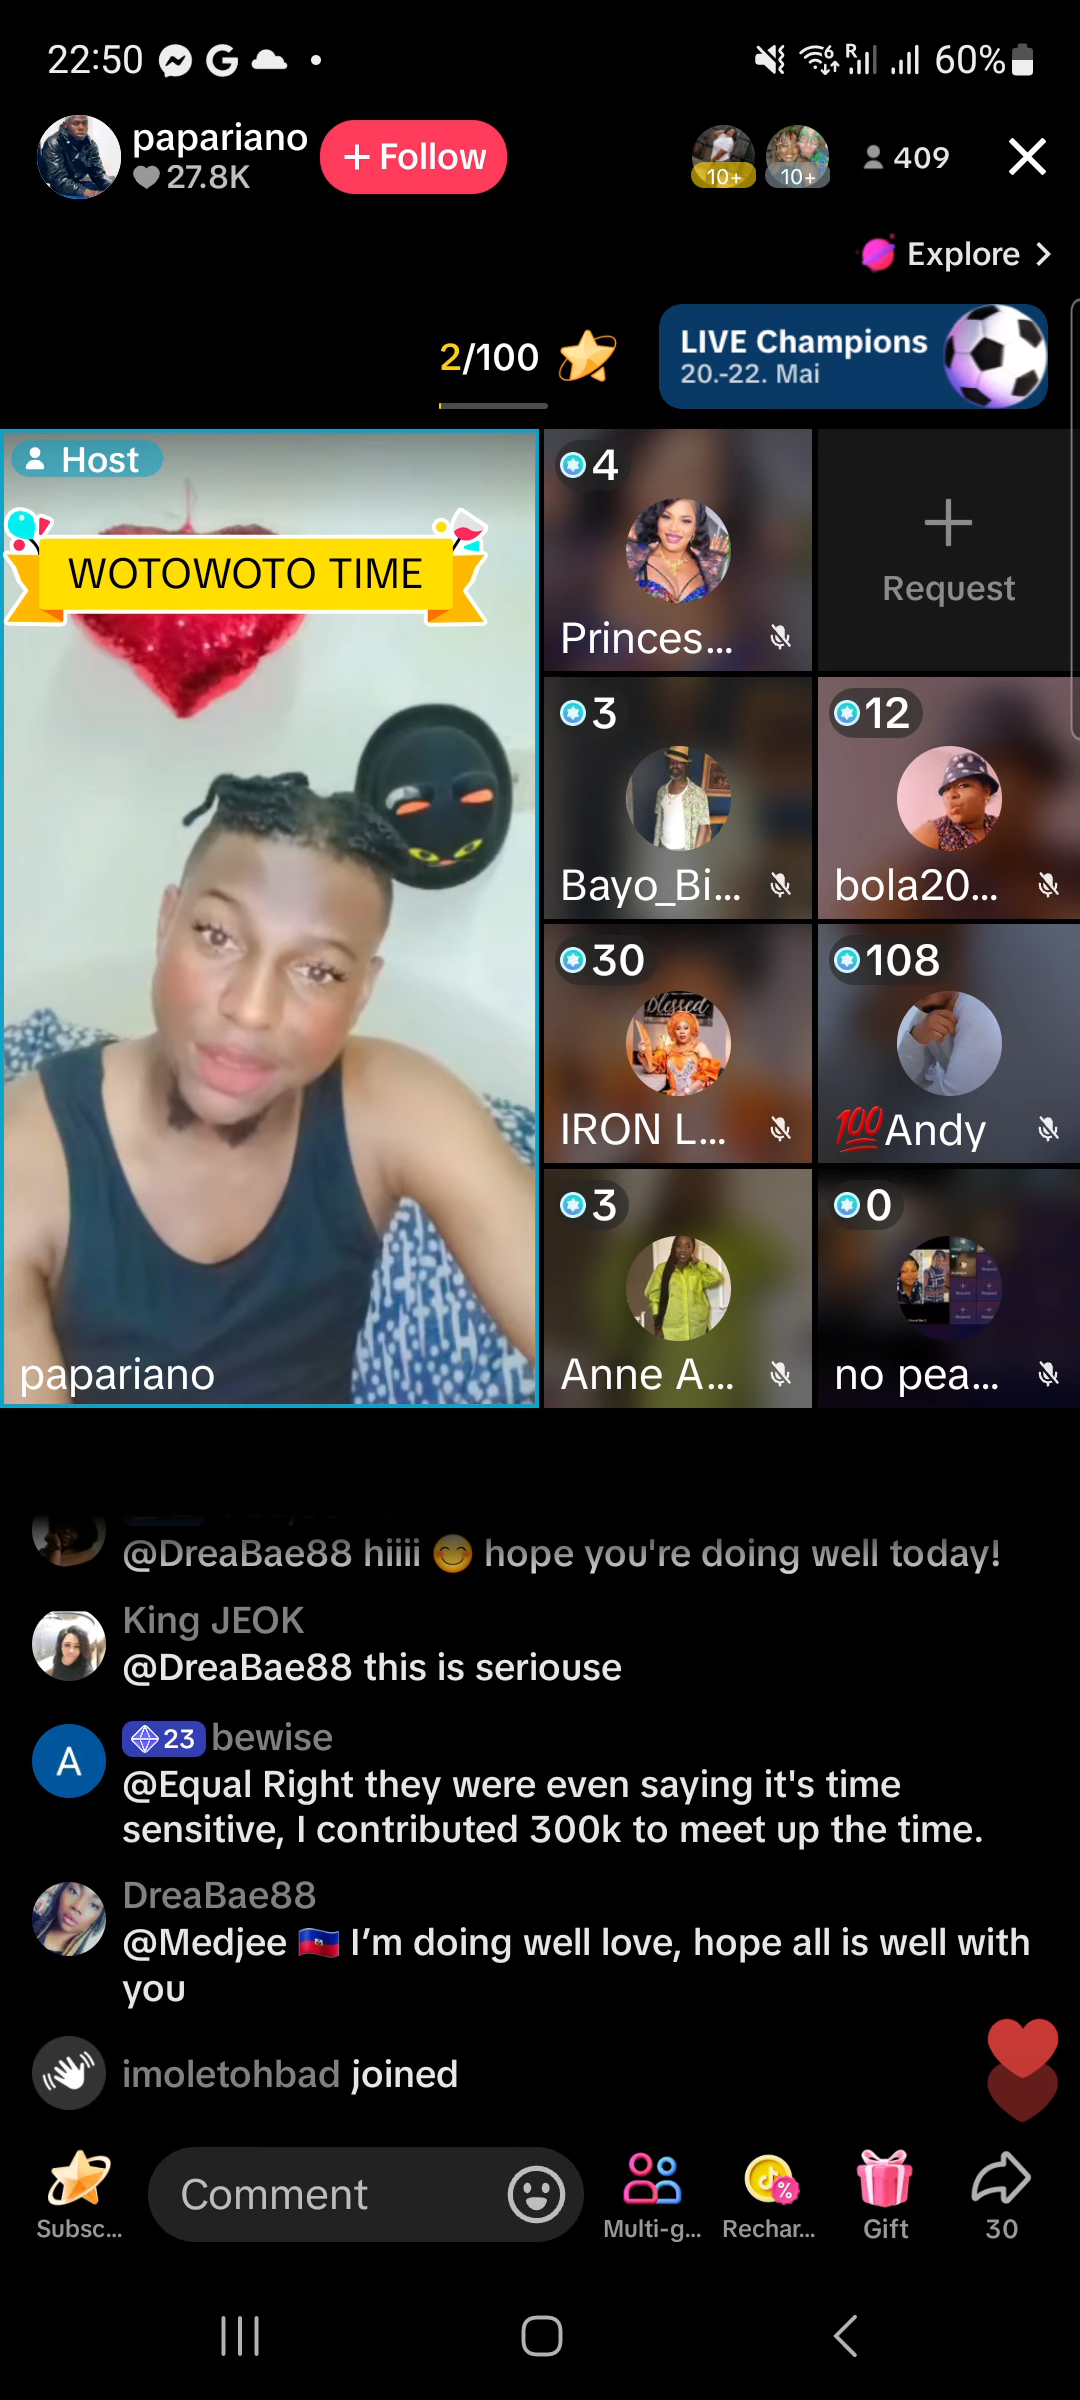 22:50
R
6
60%
papariano
27.8K
+ Follow
10+
10+
409
Explore
2/100
LIVE Champions
20.-22. Mai
Host
WOTOWOTO TIME
papariano
4
Princes...
Request
3
Bayo_Bi...
12
bola20...
30
Blessed
IRON L...
108
💯Andy
3
Anne A...
0
no pea...
@DreaBae88 hiiii 😊 hope you're doing well today!
King JEOK
@DreaBae88 this is seriouse
A
23 bewise
@Equal Right they were even saying it's time
sensitive, I contributed 300k to meet up the time.
DreaBae88
@Medjee 🇭🇹 I’m doing well love, hope all is well with
you
imoletohbad joined
Subsc...
Comment
Multi-g...
Rechar...
Gift
30